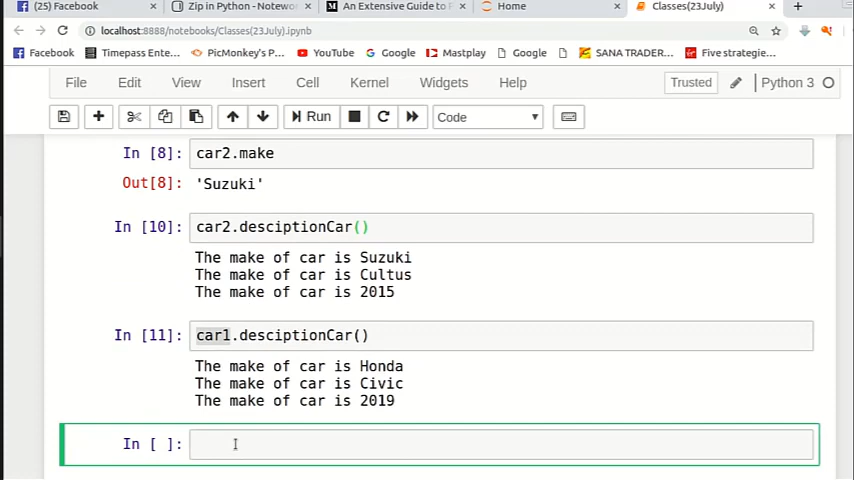 (25) Facebook Zip in Python - Notewo An Extensive Guide to Home Classes(23July)
localhost:8888/notebooks/Classes(23July).ipynb
Facebook Timepass Ente... PicMonkey's P... YouTube Google Mastplay Google SANA TRADER... Five strategie...
File Edit View Insert Cell Kernel Widgets Help Trusted Python 3
Run Code
In [8]: car2.make
Out[8]: 'Suzuki'
In [10]: car2.desciptionCar()
The make of car is Suzuki
The make of car is Cultus
The make of car is 2015
In [11]: car1.desciptionCar()
The make of car is Honda
The make of car is Civic
The make of car is 2019
In [ ]: